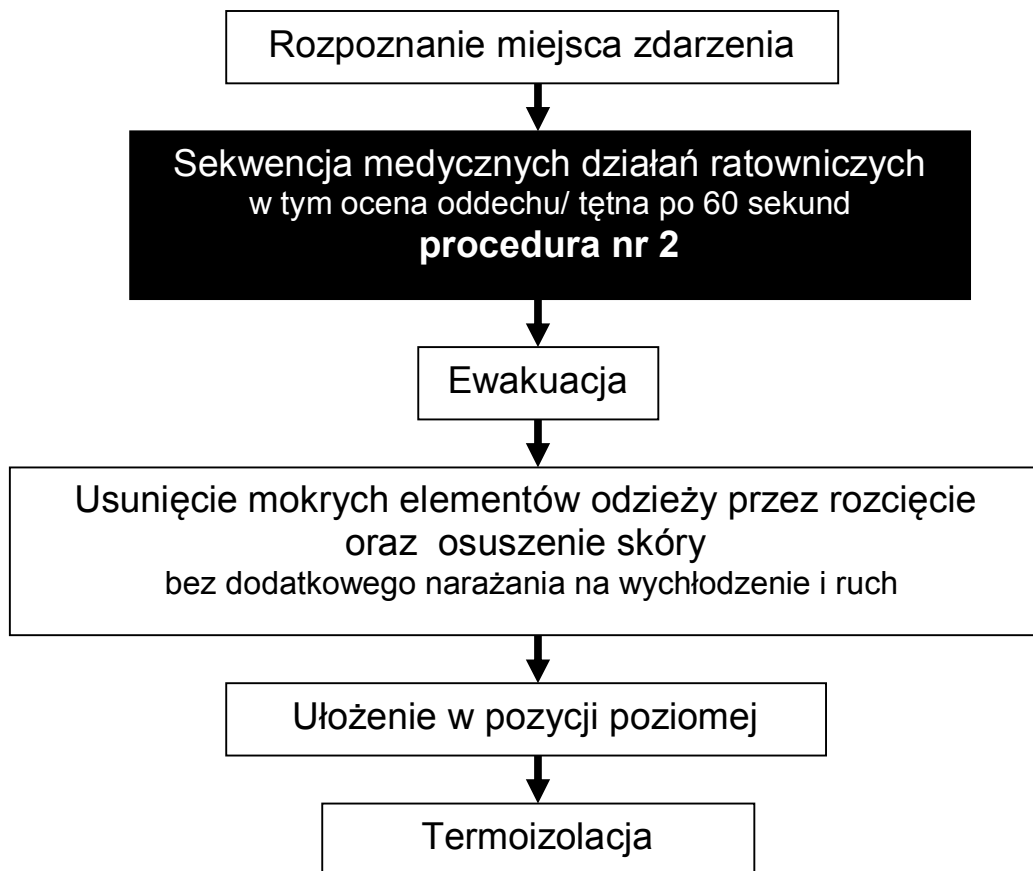 Rozpoznanie miejsca zdarzenia
Sekwencja medycznych działań ratowniczych
w tym ocena oddechu/ tętna po 60 sekund
procedura nr 2
Ewakuacja
Usunięcie mokrych elementów odzieży przez rozcięcie
oraz osuszenie skóry
bez dodatkowego narażania na wychłodzenie i ruch
Ułożenie w pozycji poziomej
Termoizolacja